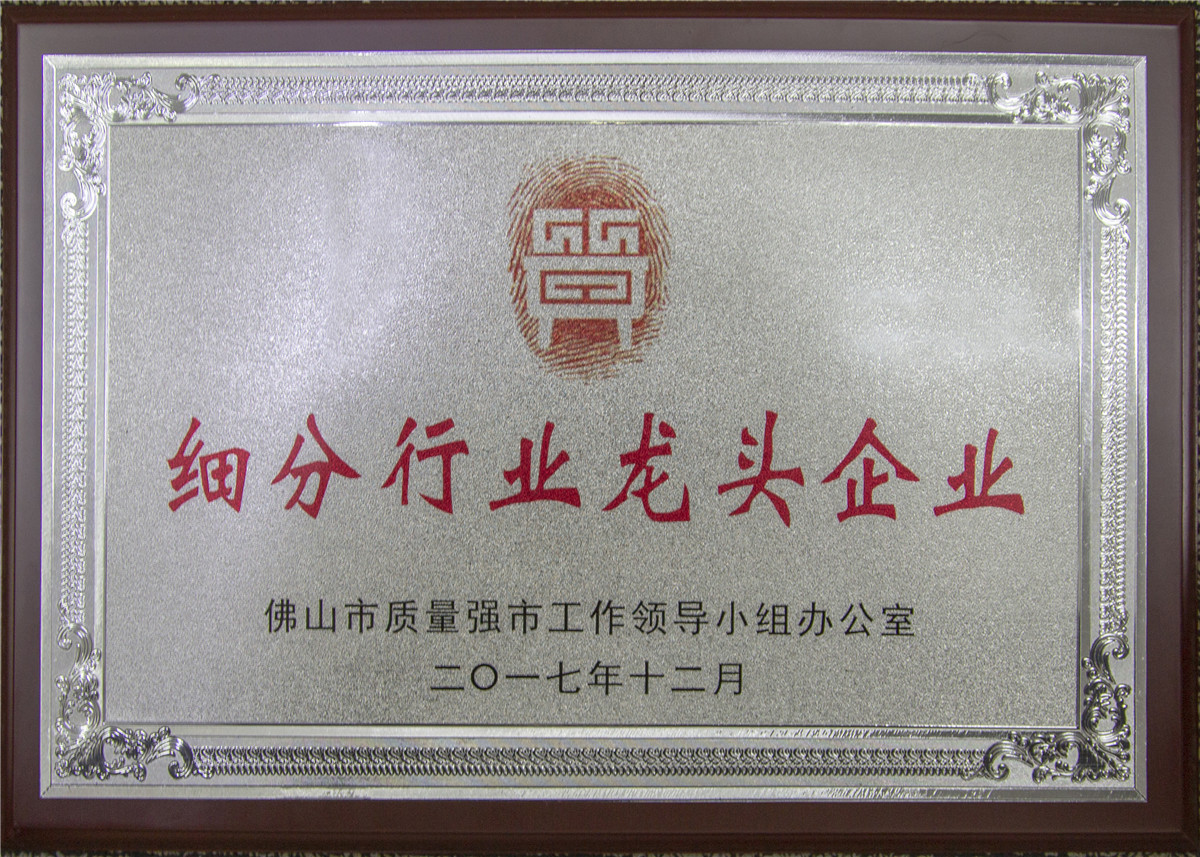 细分行业龙头企业
佛山市质量强市工作领导小组办公室
二〇一七年十二月